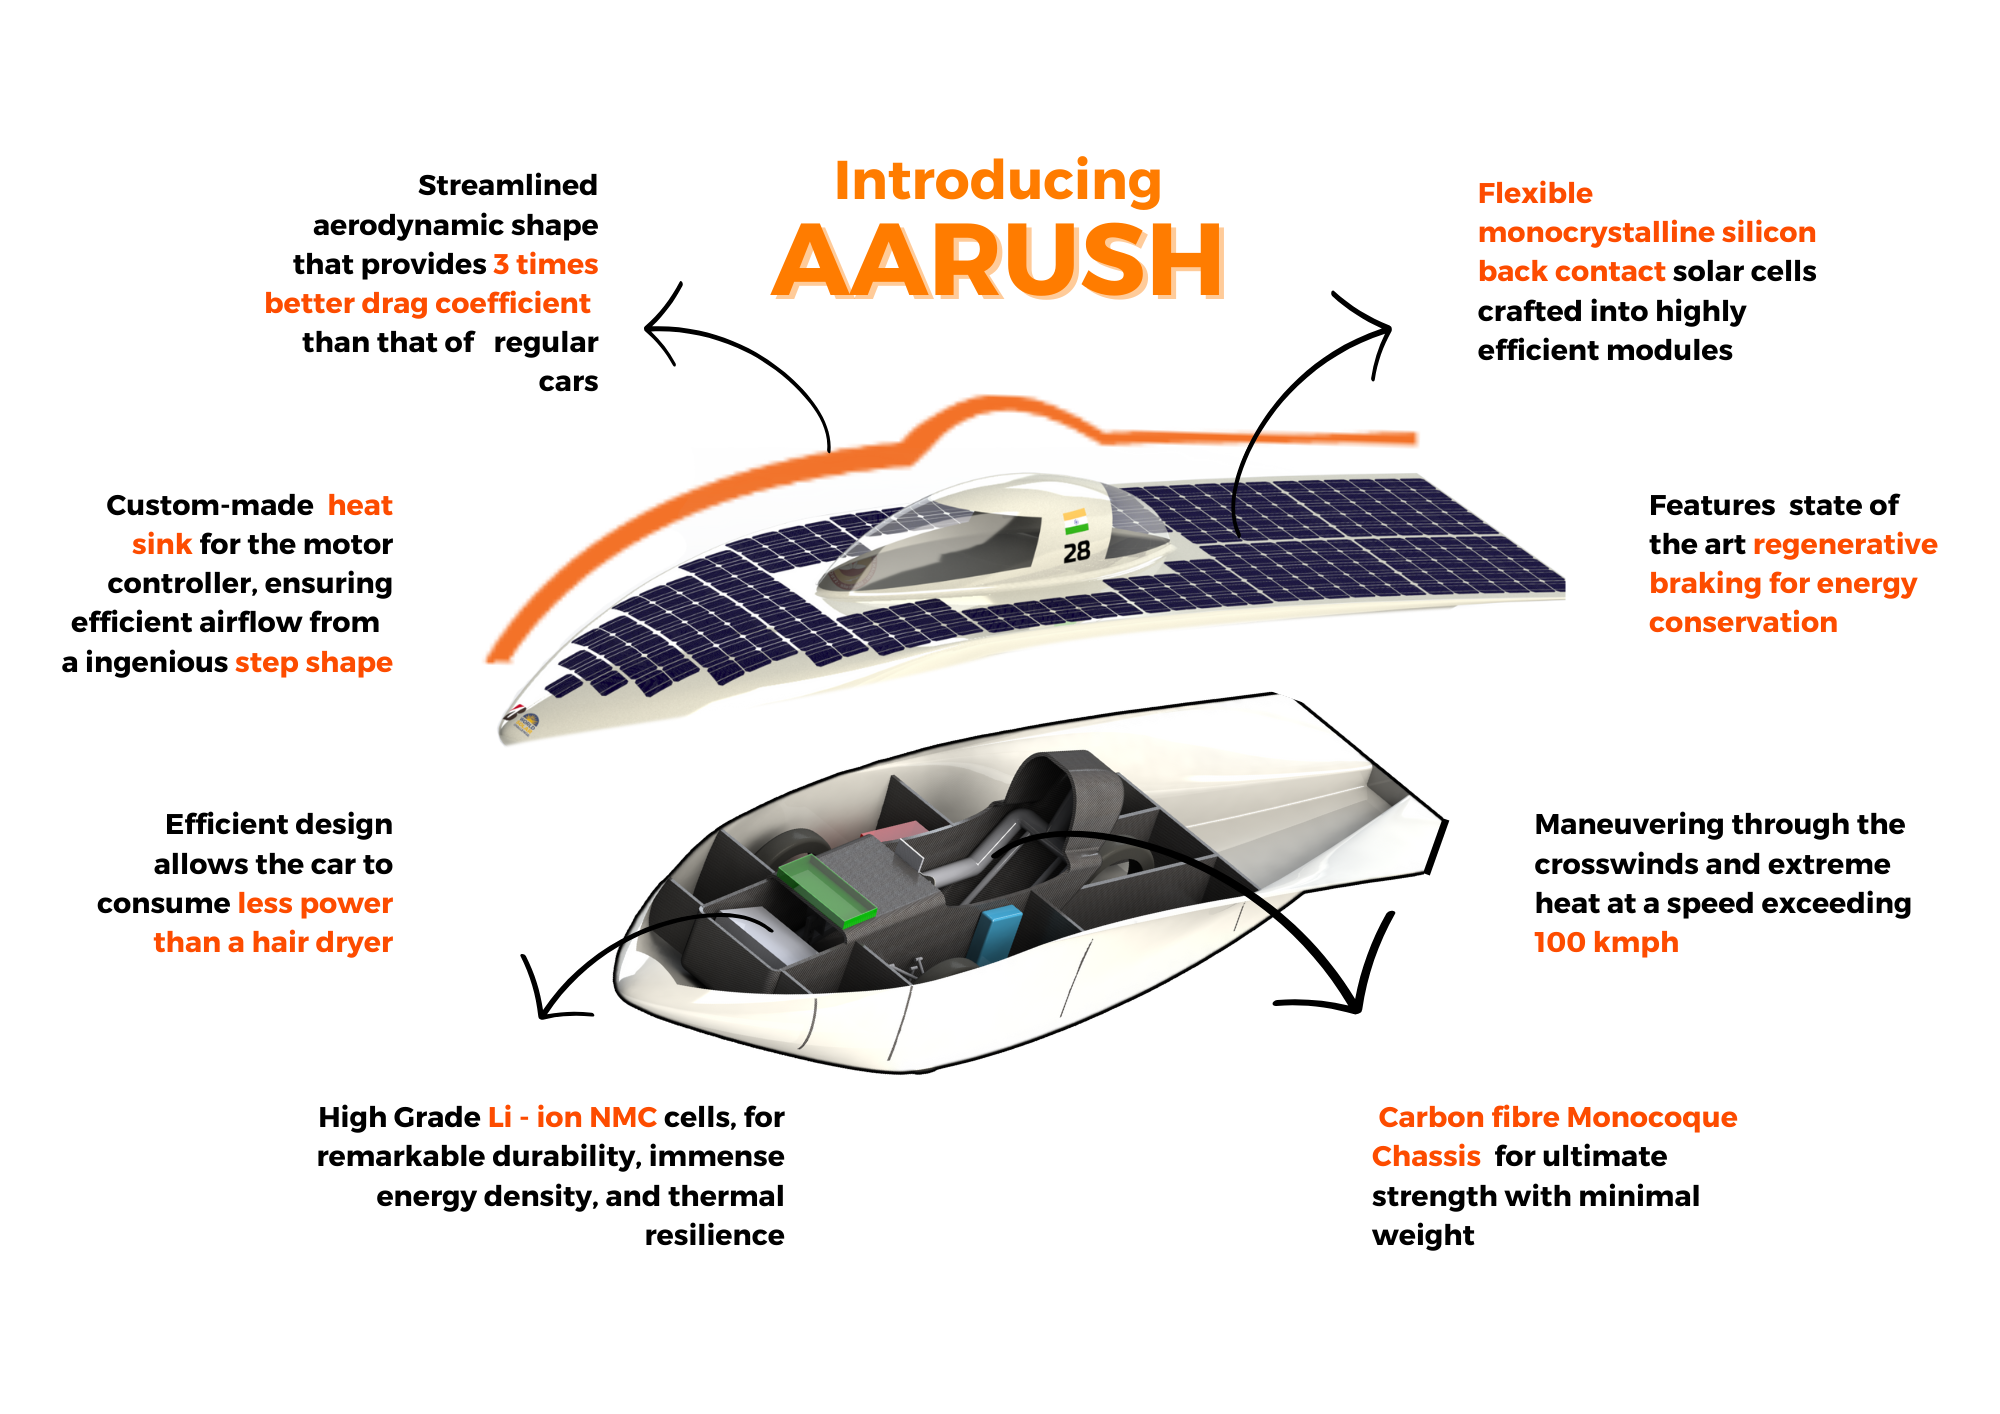 Introducing
AARUSH
Streamlined
aerodynamic shape
that provides 3 times
better drag coefficient
than that of regular
cars
Flexible
monocrystalline silicon
back contact solar cells
crafted into highly
efficient modules
Custom-made heat
sink for the motor
controller, ensuring
efficient airflow from
a ingenious step shape
Features state of
the art regenerative
braking for energy
conservation
28
Efficient design
allows the car to
consume less power
than a hair dryer
Maneuvering through the
crosswinds and extreme
heat at a speed exceeding
100 kmph
High Grade Li - ion NMC cells, for
remarkable durability, immense
energy density, and thermal
resilience
Carbon fibre Monocoque
Chassis for ultimate
strength with minimal
weight